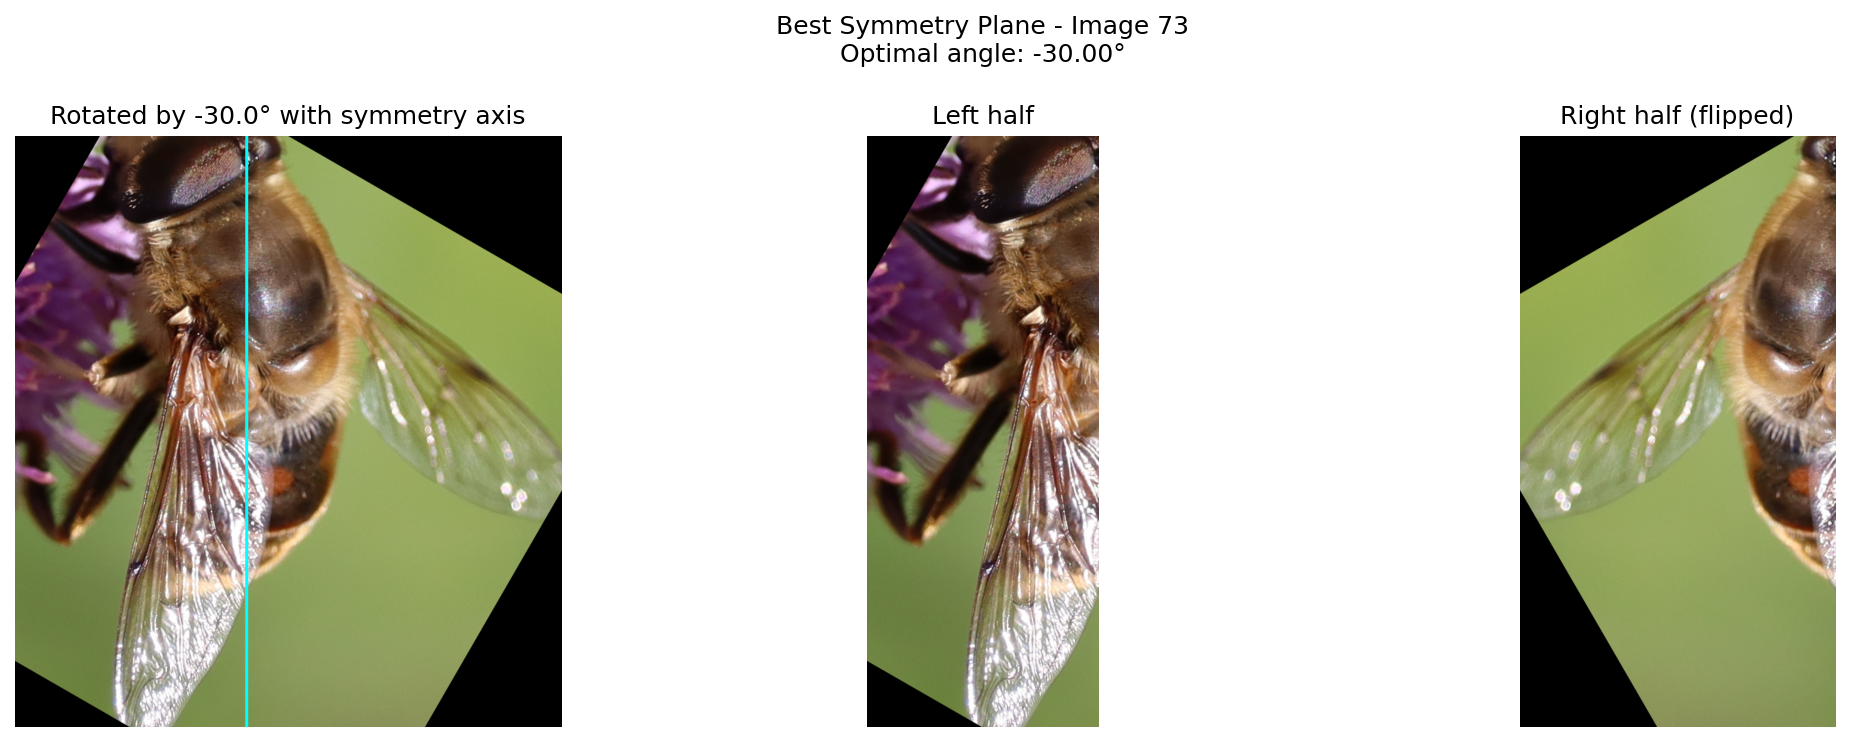 Best Symmetry Plane - Image 73
Optimal angle: -30.00°
Rotated by -30.0° with symmetry axis
Left half
Right half (flipped)